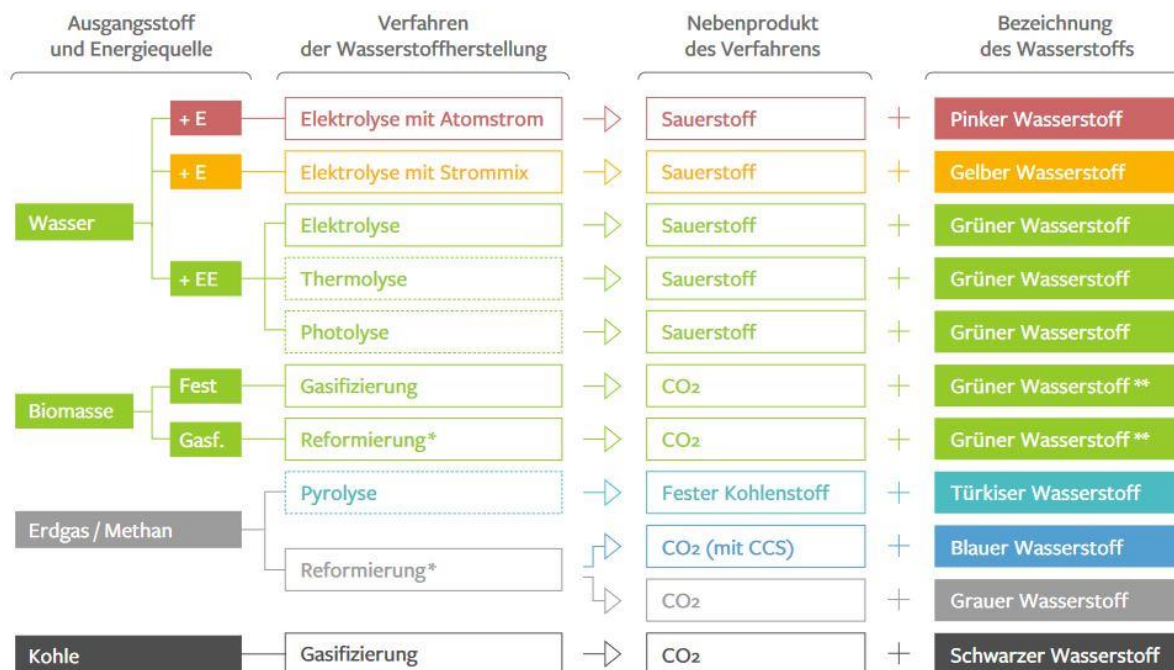 Ausgangsstoff und Energiequelle
Verfahren der Wasserstoffherstellung
Nebenprodukt des Verfahrens
Bezeichnung des Wasserstoffs
Wasser
+ E
Elektrolyse mit Atomstrom
Sauerstoff
+
Pinker Wasserstoff
+ E
Elektrolyse mit Strommix
Sauerstoff
+
Gelber Wasserstoff
+ EE
Elektrolyse
Sauerstoff
+
Grüner Wasserstoff
Thermolyse
Sauerstoff
+
Grüner Wasserstoff
Photolyse
Sauerstoff
+
Grüner Wasserstoff
Biomasse
Fest
Gasifizierung
CO₂
+
Grüner Wasserstoff **
Gasf.
Reformierung*
CO₂
+
Grüner Wasserstoff **
Erdgas / Methan
Pyrolyse
Fester Kohlenstoff
+
Türkiser Wasserstoff
Reformierung*
CO₂ (mit CCS)
+
Blauer Wasserstoff
CO₂
+
Grauer Wasserstoff
Kohle
Gasifizierung
CO₂
+
Schwarzer Wasserstoff